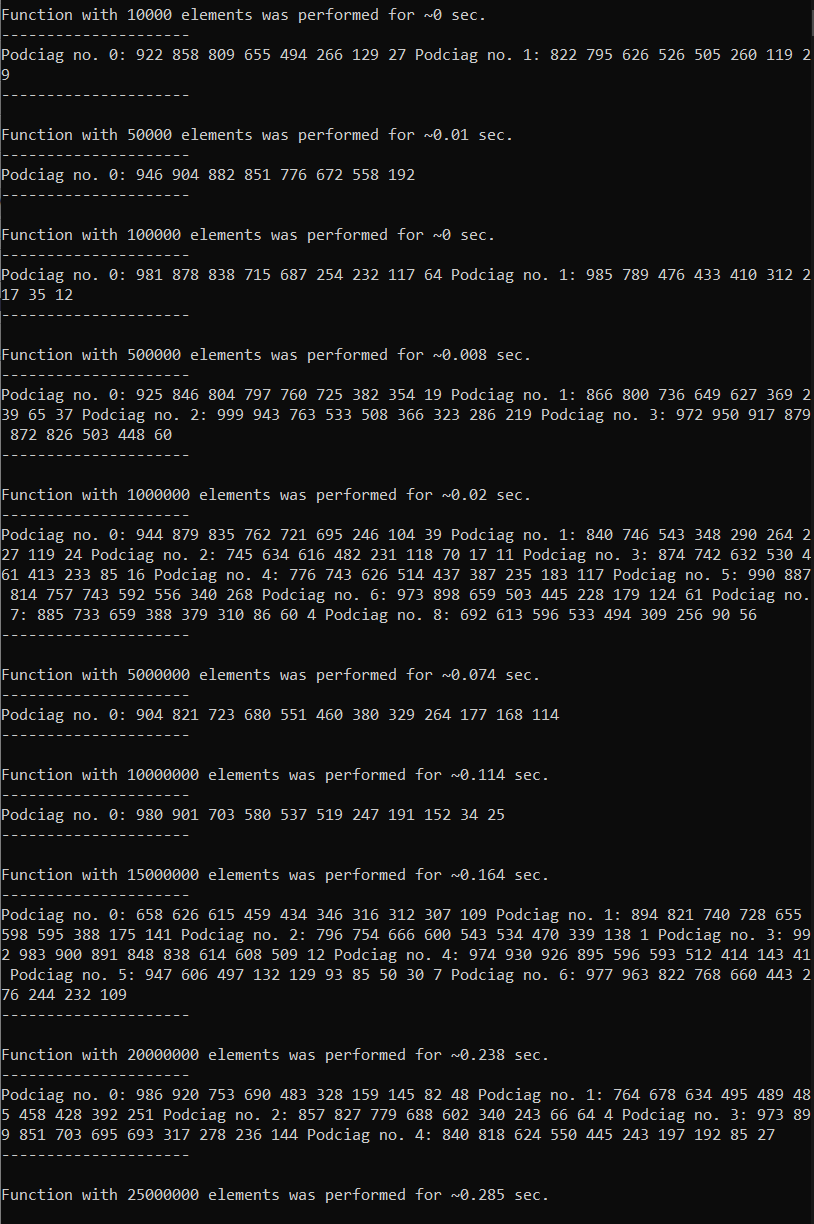 Function with 10000 elements was performed for ~0 sec.
---------------------
Podciag no. 0: 922 858 809 655 494 266 129 27 Podciag no. 1: 822 795 626 526 505 260 119 2
9
---------------------
Function with 50000 elements was performed for ~0.01 sec.
---------------------
Podciag no. 0: 946 904 882 851 776 672 558 192
---------------------
Function with 100000 elements was performed for ~0 sec.
---------------------
Podciag no. 0: 981 878 838 715 687 254 232 117 64 Podciag no. 1: 985 789 476 433 410 312 2
17 35 12
---------------------
Function with 500000 elements was performed for ~0.008 sec.
---------------------
Podciag no. 0: 925 846 804 797 760 725 382 354 19 Podciag no. 1: 866 800 736 649 627 369 2
39 65 37 Podciag no. 2: 999 943 763 533 508 366 323 286 219 Podciag no. 3: 972 950 917 879
 872 826 503 448 60
---------------------
Function with 1000000 elements was performed for ~0.02 sec.
---------------------
Podciag no. 0: 944 879 835 762 721 695 246 104 39 Podciag no. 1: 840 746 543 348 290 264 2
27 119 24 Podciag no. 2: 745 634 616 482 231 118 70 17 11 Podciag no. 3: 874 742 632 530 4
61 413 233 85 16 Podciag no. 4: 776 743 626 514 437 387 235 183 117 Podciag no. 5: 990 887
 814 757 743 592 556 340 268 Podciag no. 6: 973 898 659 503 445 228 179 124 61 Podciag no.
 7: 885 733 659 388 379 310 86 60 4 Podciag no. 8: 692 613 596 533 494 309 256 90 56
---------------------
Function with 5000000 elements was performed for ~0.074 sec.
---------------------
Podciag no. 0: 904 821 723 680 551 460 380 329 264 177 168 114
---------------------
Function with 10000000 elements was performed for ~0.114 sec.
---------------------
Podciag no. 0: 980 901 703 580 537 519 247 191 152 34 25
---------------------
Function with 15000000 elements was performed for ~0.164 sec.
---------------------
Podciag no. 0: 658 626 615 459 434 346 316 312 307 109 Podciag no. 1: 894 821 740 728 655
598 595 388 175 141 Podciag no. 2: 796 754 666 600 543 534 470 339 138 1 Podciag no. 3: 99
2 983 900 891 848 838 614 608 509 12 Podciag no. 4: 974 930 926 895 596 593 512 414 143 41
 Podciag no. 5: 947 606 497 132 129 93 85 50 30 7 Podciag no. 6: 977 963 822 768 660 443 2
76 244 232 109
---------------------
Function with 20000000 elements was performed for ~0.238 sec.
---------------------
Podciag no. 0: 986 920 753 690 483 328 159 145 82 48 Podciag no. 1: 764 678 634 495 489 48
5 458 428 392 251 Podciag no. 2: 857 827 779 688 602 340 243 66 64 4 Podciag no. 3: 973 89
9 851 703 695 693 317 278 236 144 Podciag no. 4: 840 818 624 550 445 243 197 192 85 27
---------------------
Function with 25000000 elements was performed for ~0.285 sec.